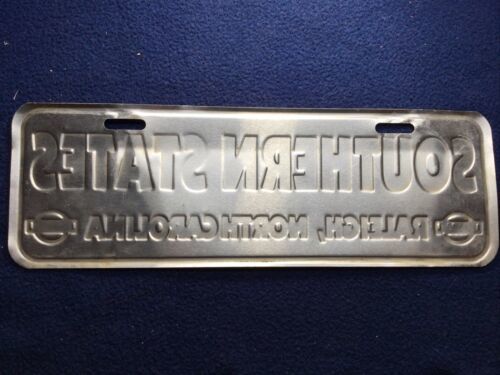 SOUTHERN STATES
RALEIGH, NORTH CAROLINA